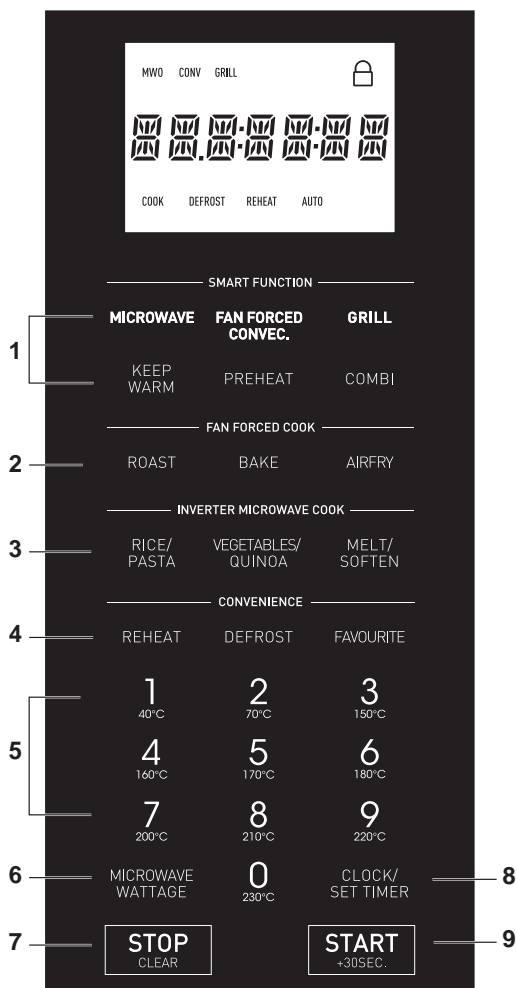 MWO CONV GRILL
COOK DEFROST REHEAT AUTO
SMART FUNCTION
MICROWAVE FAN FORCED CONVEC. GRILL
1
KEEP WARM PREHEAT COMBI
FAN FORCED COOK
2 ROAST BAKE AIRFRY
INVERTER MICROWAVE COOK
3 RICE/ PASTA VEGETABLES/ QUINOA MELT/ SOFTEN
CONVENIENCE
4 REHEAT DEFROST FAVOURITE
1 2 3
40°C 70°C 150°C
5 4 5 6
160°C 170°C 180°C
7 8 9
200°C 210°C 220°C
6 MICROWAVE WATTAGE 0 230°C CLOCK/ SET TIMER 8
7 STOP START 9
CLEAR +30SEC.